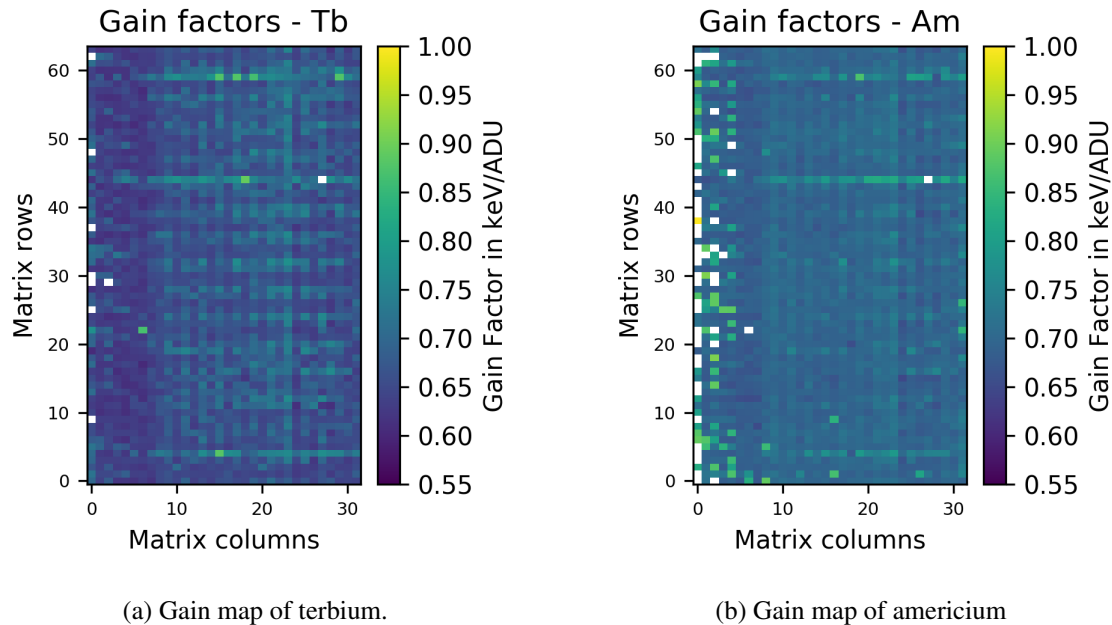 Gain factors - Tb
60
50
40
30
20
10
0
0 10 20 30
Matrix rows
Matrix columns
1.00
0.95
0.90
0.85
0.80
0.75
0.70
0.65
0.60
0.55
Gain Factor in keV/ADU
(a) Gain map of terbium.
Gain factors - Am
60
50
40
30
20
10
0
0 10 20 30
Matrix rows
Matrix columns
1.00
0.95
0.90
0.85
0.80
0.75
0.70
0.65
0.60
0.55
Gain Factor in keV/ADU
(b) Gain map of americium